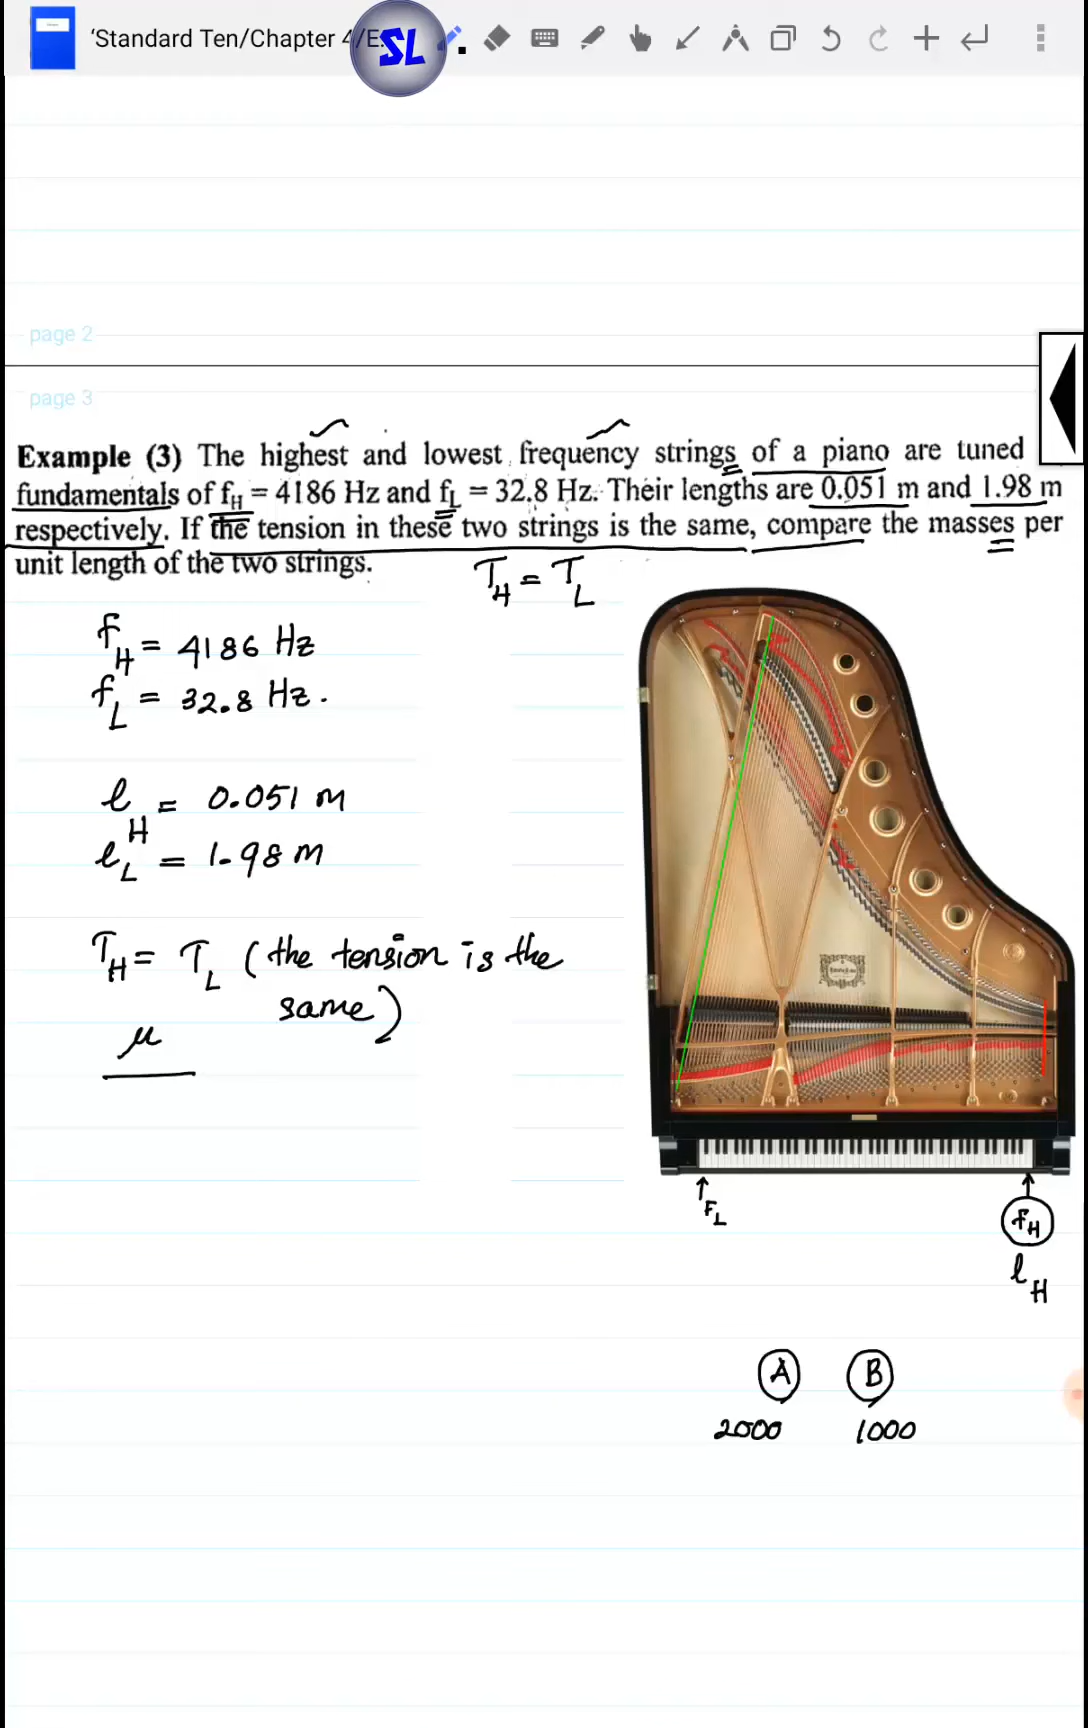 'Standard Ten/Chapter 4/E
SL
page 2
page 3
Example (3) The highest and lowest frequency strings of a piano are tuned
fundamentals of fH = 4186 Hz and fL = 32.8 Hz. Their lengths are 0.051 m and 1.98 m
respectively. If the tension in these two strings is the same, compare the masses per
unit length of the two strings.
TH = TL
fH = 4186 Hz
fL = 32.8 Hz.
lH = 0.051 m
lL = 1.98 m
TH = TL (the tension is the
same)
μ
FL
fH
lH
A B
2000 1000